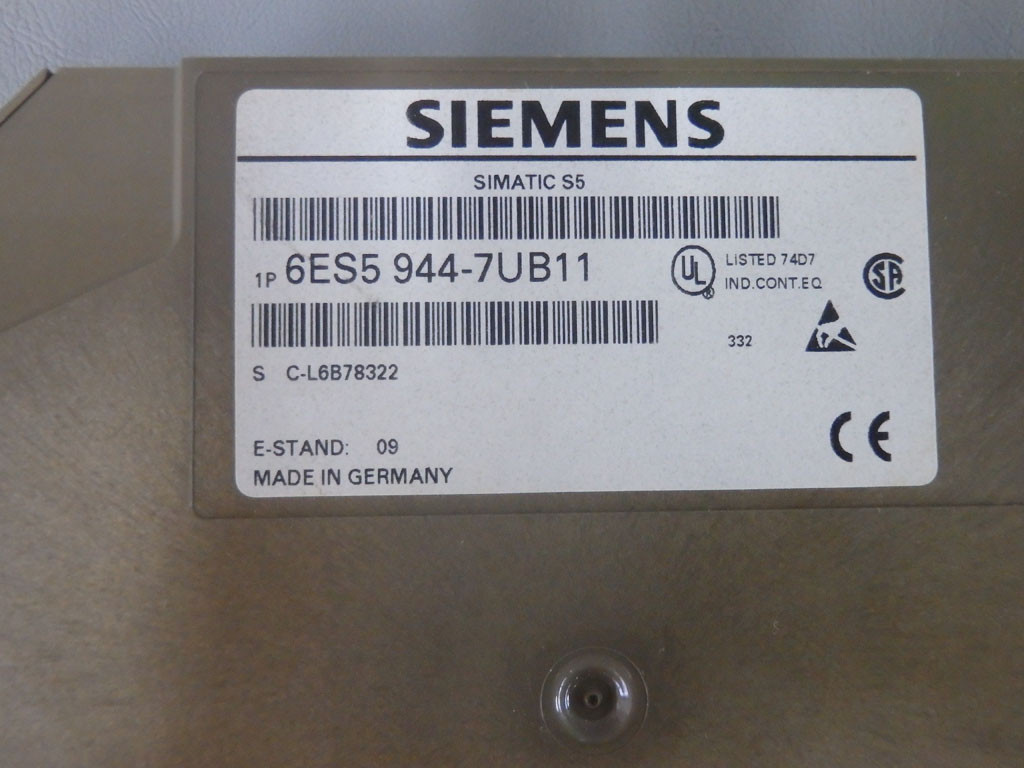 SIEMENS
SIMATIC S5
1P 6ES5 944-7UB11
UL ® LISTED 74D7
IND.CONT.EQ
SA
332
S C-L6B78322
E-STAND: 09
CE
MADE IN GERMANY